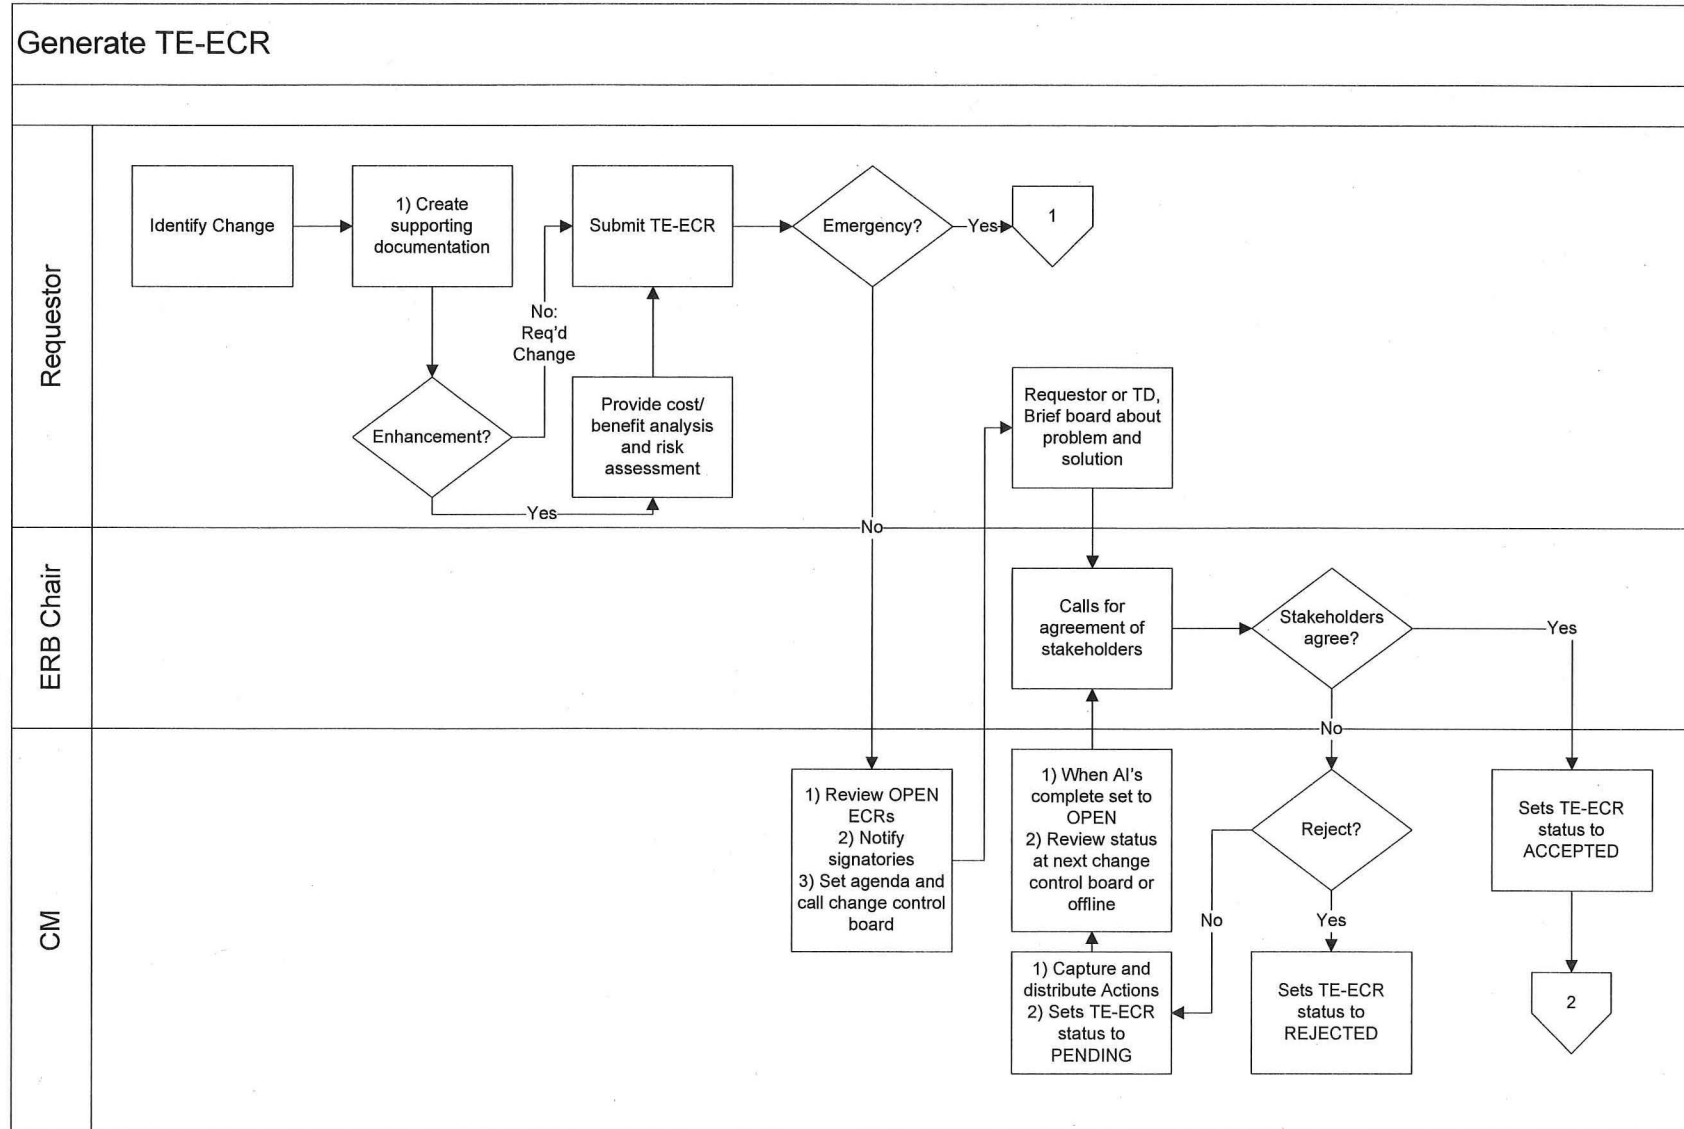 Generate TE-ECR
Requestor
Identify Change
1) Create
supporting
documentation
Submit TE-ECR
Emergency?
Yes
1
No:
Req'd
Change
Enhancement?
Yes
Provide cost/
benefit analysis
and risk
assessment
Requestor or TD,
Brief board about
problem and
solution
No
ERB Chair
Calls for
agreement of
stakeholders
Stakeholders
agree?
Yes
No
CM
1) Review OPEN
ECRs
2) Notify
signatories
3) Set agenda and
call change control
board
1) When AI's
complete set to
OPEN
2) Review status
at next change
control board or
offline
Reject?
No
Yes
Sets TE-ECR
status to
ACCEPTED
1) Capture and
distribute Actions
2) Sets TE-ECR
status to
PENDING
Sets TE-ECR
status to
REJECTED
2